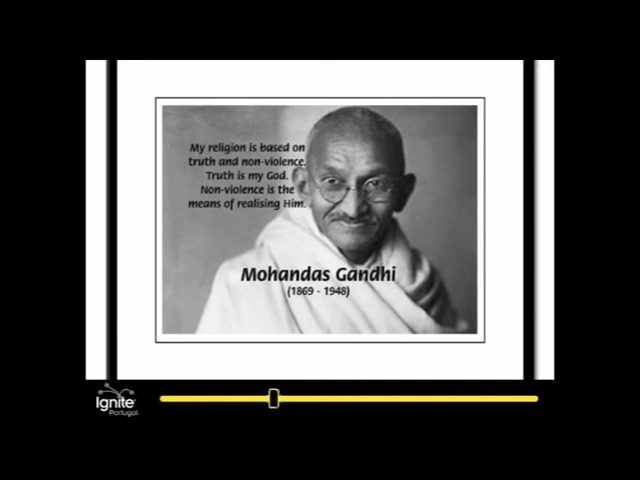 My religion is based on
truth and non-violence.
Truth is my God.
Non-violence is the
means of realising Him.
Mohandas Gandhi
(1869 - 1948)
Ignite
Portugal